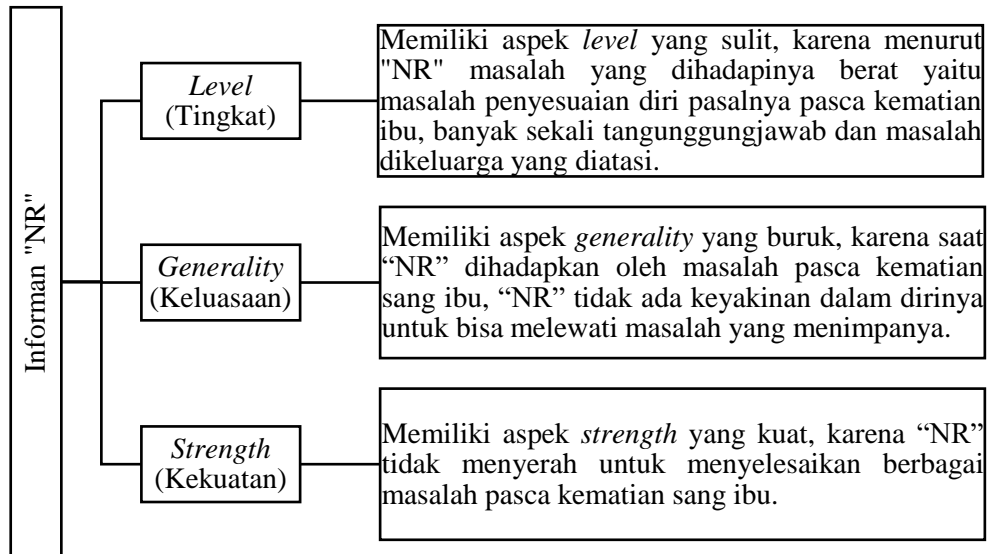 Informan "NR"
Level
(Tingkat)
Memiliki aspek level yang sulit, karena menurut
"NR" masalah yang dihadapinya berat yaitu
masalah penyesuaian diri pasalnya pasca kematian
ibu, banyak sekali tangunggungjawab dan masalah
dikeluarga yang diatasi.
Generality
(Keluasaan)
Memiliki aspek generality yang buruk, karena saat
“NR” dihadapkan oleh masalah pasca kematian
sang ibu, “NR” tidak ada keyakinan dalam dirinya
untuk bisa melewati masalah yang menimpanya.
Strength
(Kekuatan)
Memiliki aspek strength yang kuat, karena “NR”
tidak menyerah untuk menyelesaikan berbagai
masalah pasca kematian sang ibu.